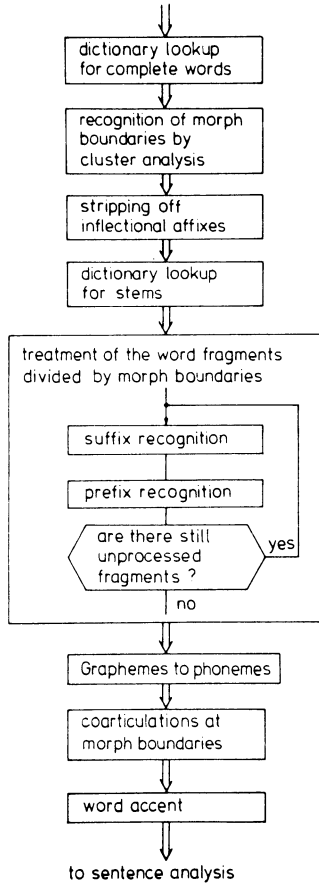 dictionary lookup
for complete words
recognition of morph
boundaries by
cluster analysis
stripping off
inflectional affixes
dictionary lookup
for stems
treatment of the word fragments
divided by morph boundaries
suffix recognition
prefix recognition
are there still
unprocessed
fragments ?
yes
no
Graphemes to phonemes
coarticulations at
morph boundaries
word accent
to sentence analysis